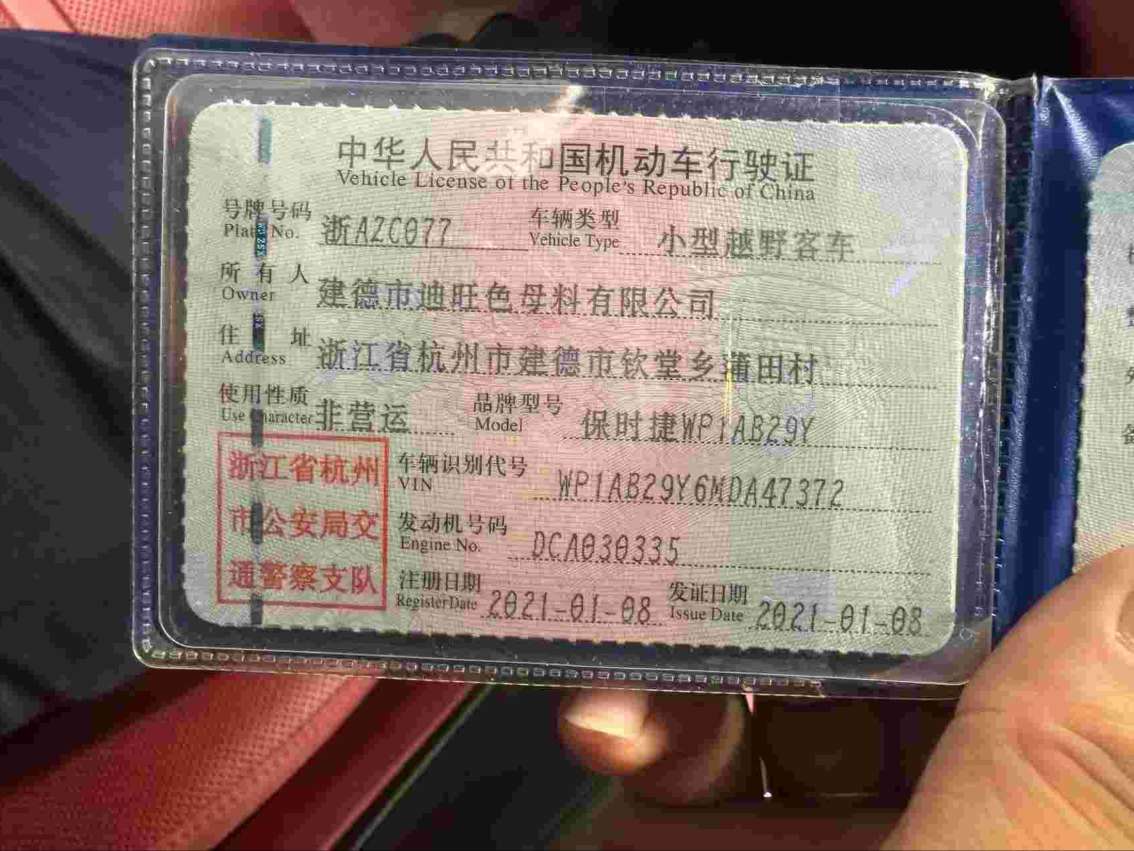 中华人民共和国机动车行驶证
Vehicle License of the People's Republic of China
号牌号码 浙AZC077 车辆类型 小型越野客车
Plate No. Vehicle Type
所有人 建德市迪旺色母料有限公司
Owner
住址 浙江省杭州市建德市钦堂乡蒲田村
Address
使用性质 非营运 品牌型号 保时捷WP1AB29Y
Use Character Model
浙江省杭州
市公安局交
通警察支队
车辆识别代号 WP1AB29Y6MDA47372
VIN
发动机号码 DCA030335
Engine No.
注册日期 2021-01-08 发证日期 2021-01-08
Register Date Issue Date